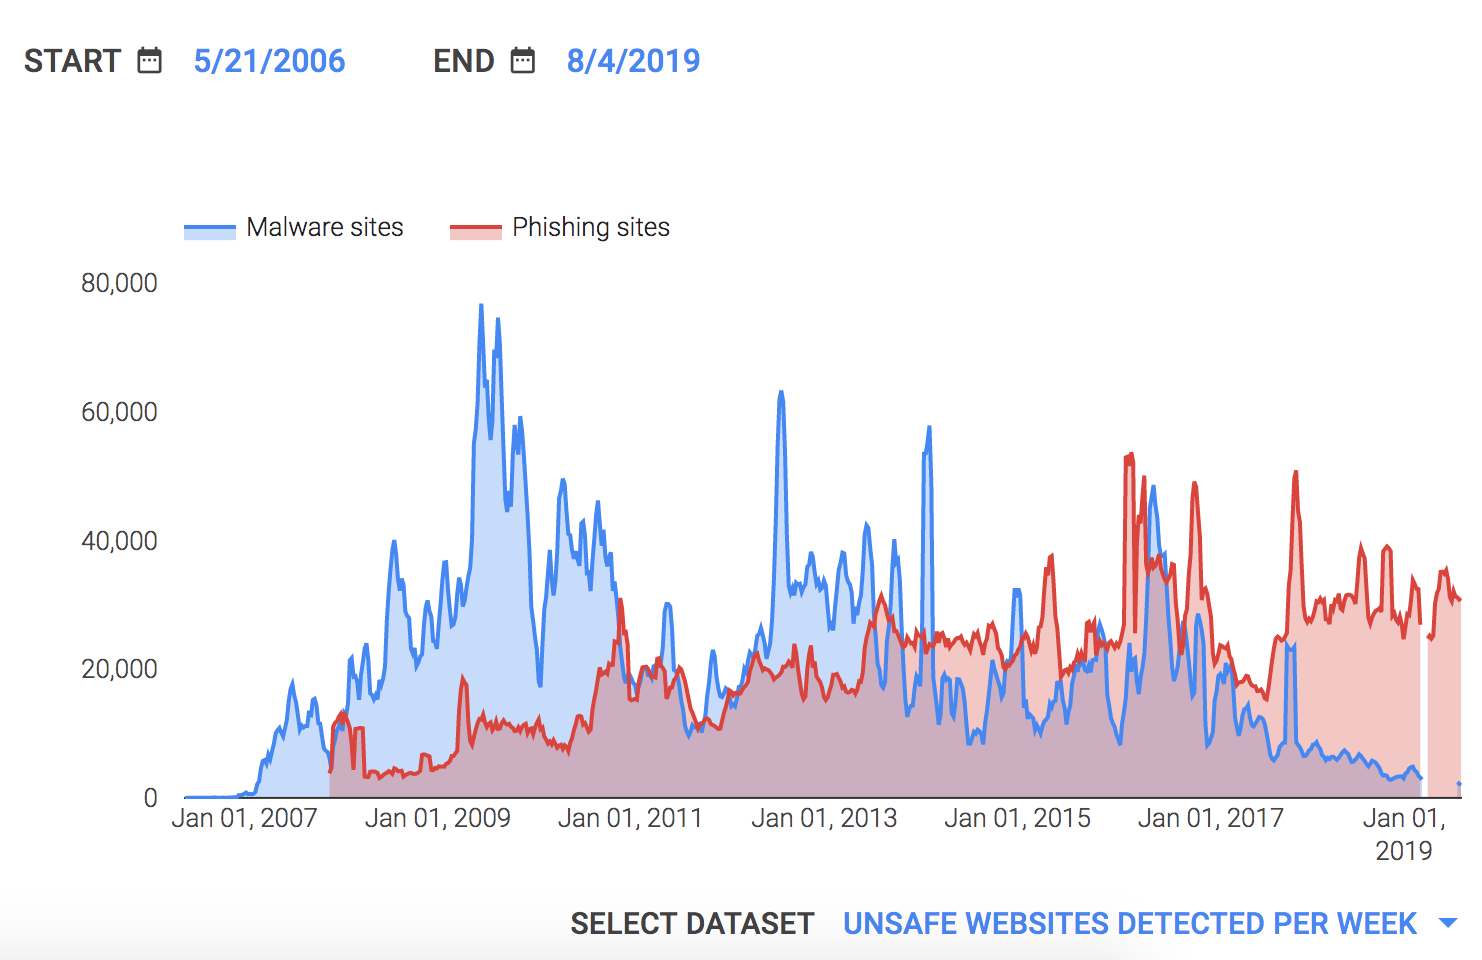 START 5/21/2006 END 8/4/2019
Malware sites Phishing sites
80,000
60,000
40,000
20,000
0
Jan 01, 2007 Jan 01, 2009 Jan 01, 2011 Jan 01, 2013 Jan 01, 2015 Jan 01, 2017 Jan 01,
2019
SELECT DATASET UNSAFE WEBSITES DETECTED PER WEEK